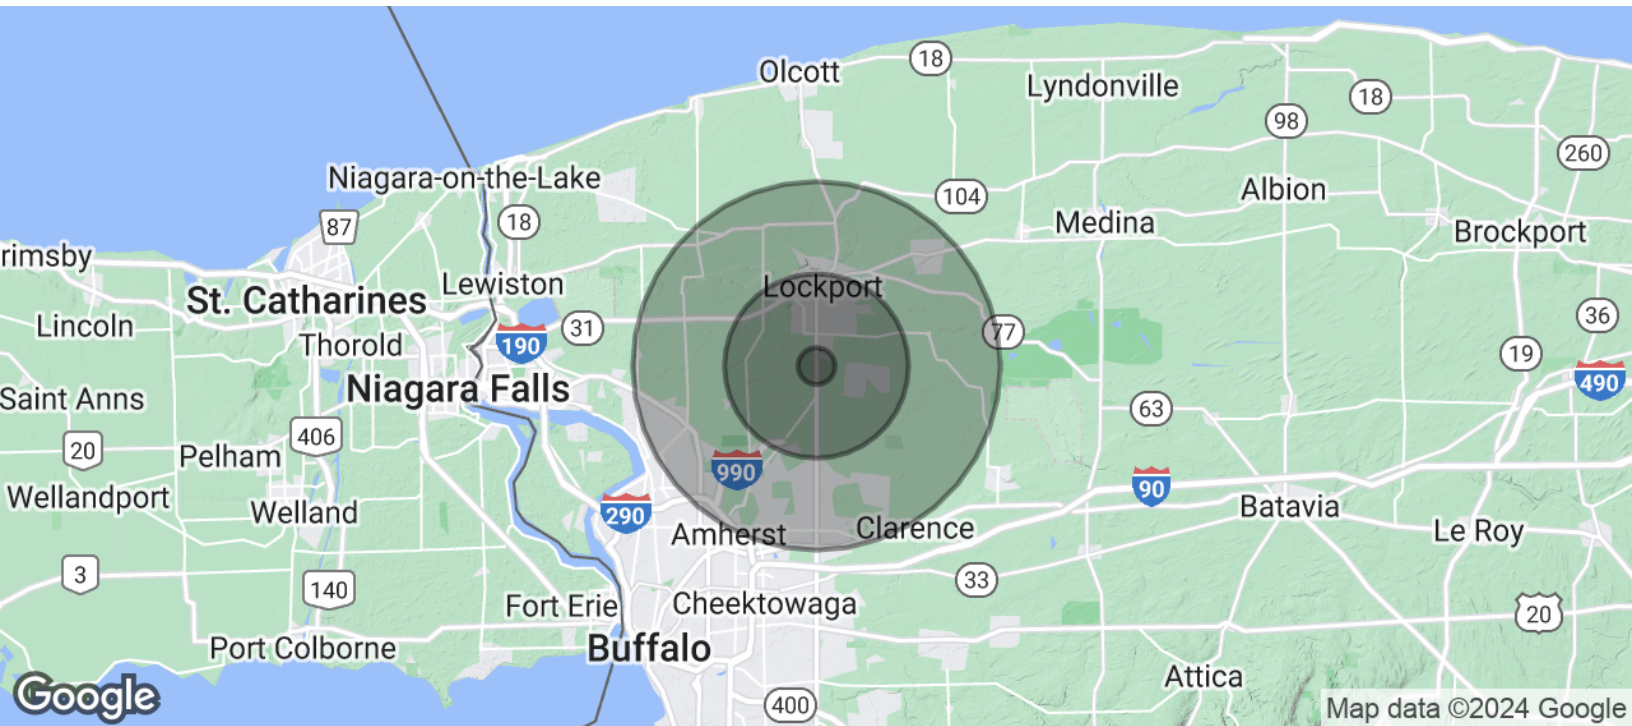 Olcott
18
Lyndonville
18
98
260
Niagara-on-the-Lake
104
Albion
87
18
Medina
Brockport
rimsby
Lewiston
Lockport
St. Catharines
36
Lincoln
31
77
Thorold
190
19
490
Niagara Falls
Saint Anns
63
406
20
Pelham
990
90
Wellandport
Welland
290
Batavia
Amherst
Clarence
Le Roy
3
33
140
Fort Erie
Cheektowaga
20
Port Colborne
Buffalo
Attica
Google
400
Map data ©2024 Google